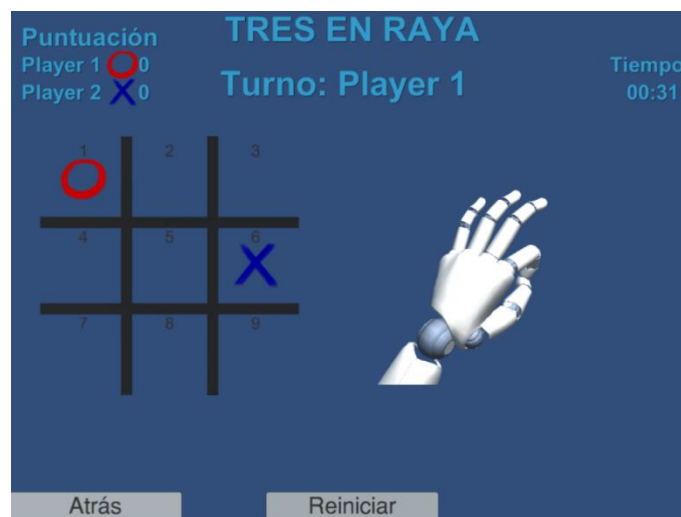 TRES EN RAYA
Puntuación
Player 1 O 0
Player 2 X 0
Turno: Player 1
Tiempo
00:31
1 2 3
O
4 5 6
X
7 8 9
Atrás
Reiniciar